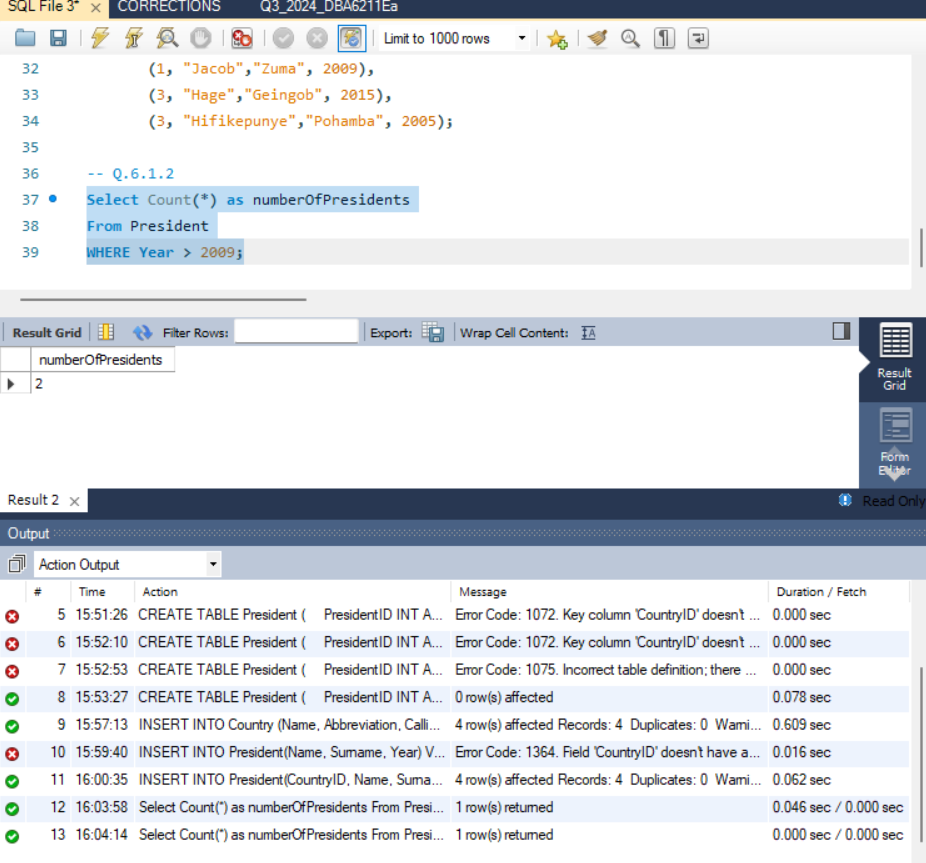 SQL File 3* × CORRECTIONS Q3_2024_DBA6211Ea
Limit to 1000 rows
32 (1, "Jacob","Zuma", 2009),
33 (3, "Hage","Geingob", 2015),
34 (3, "Hifikepunye","Pohamba", 2005);
35
36 -- Q.6.1.2
37 Select Count(*) as numberOfPresidents
38 From President
39 WHERE Year > 2009;
Result Grid Filter Rows: Export: Wrap Cell Content:
numberOfPresidents
2
Result
Grid
Form
Editor
Result 2 × Read Only
Output
Action Output
# Time Action Message Duration / Fetch
5 15:51:26 CREATE TABLE President ( PresidentID INT A... Error Code: 1072. Key column 'CountryID' doesn't ... 0.000 sec
6 15:52:10 CREATE TABLE President ( PresidentID INT A... Error Code: 1072. Key column 'CountryID' doesn't ... 0.000 sec
7 15:52:53 CREATE TABLE President ( PresidentID INT A... Error Code: 1075. Incorrect table definition; there ... 0.000 sec
8 15:53:27 CREATE TABLE President ( PresidentID INT A... 0 row(s) affected 0.078 sec
9 15:57:13 INSERT INTO Country (Name, Abbreviation, Calli... 4 row(s) affected Records: 4 Duplicates: 0 Warni... 0.609 sec
10 15:59:40 INSERT INTO President(Name, Surname, Year) V... Error Code: 1364. Field 'CountryID' doesn't have a... 0.016 sec
11 16:00:35 INSERT INTO President(CountryID, Name, Surna... 4 row(s) affected Records: 4 Duplicates: 0 Warni... 0.062 sec
12 16:03:58 Select Count(*) as numberOfPresidents From Presi... 1 row(s) returned 0.046 sec / 0.000 sec
13 16:04:14 Select Count(*) as numberOfPresidents From Presi... 1 row(s) returned 0.000 sec / 0.000 sec